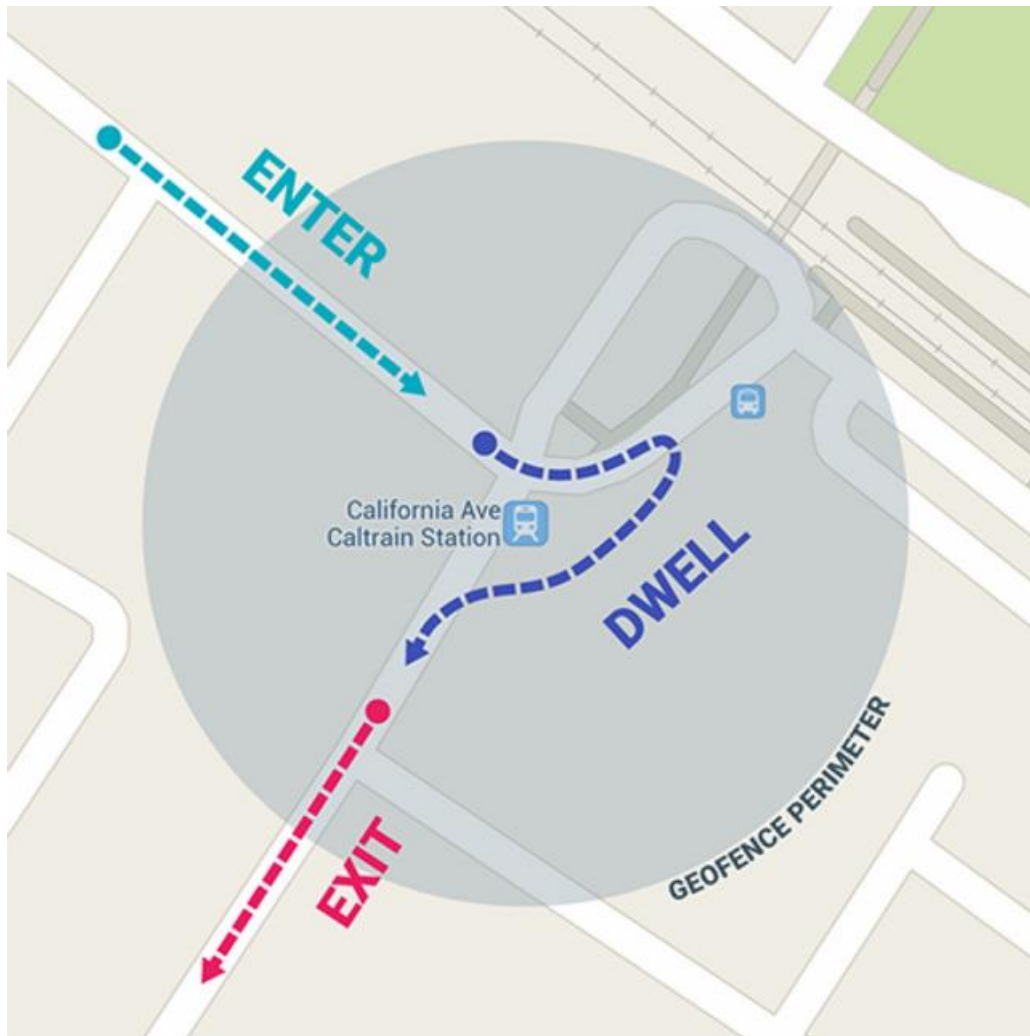 ENTER
California Ave
Caltrain Station
DWELL
EXIT
GEOFENCE PERIMETER